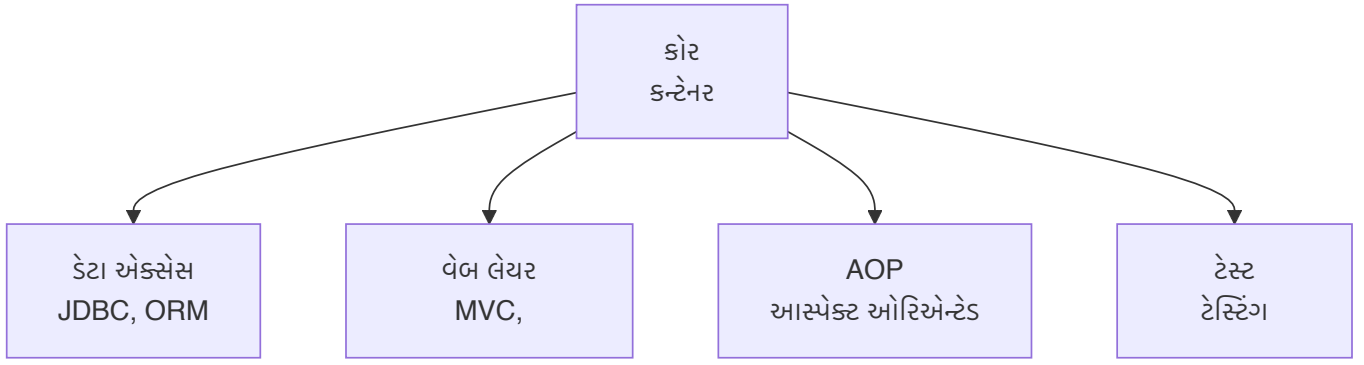 કોર
કન્ટેનર
ડેટા એક્સેસ
JDBC, ORM
વેબ લેયર
MVC,
AOP
આસ્પેક્ટ ઓરિએન્ટેડ
ટેસ્ટ
ટેસ્ટિંગ